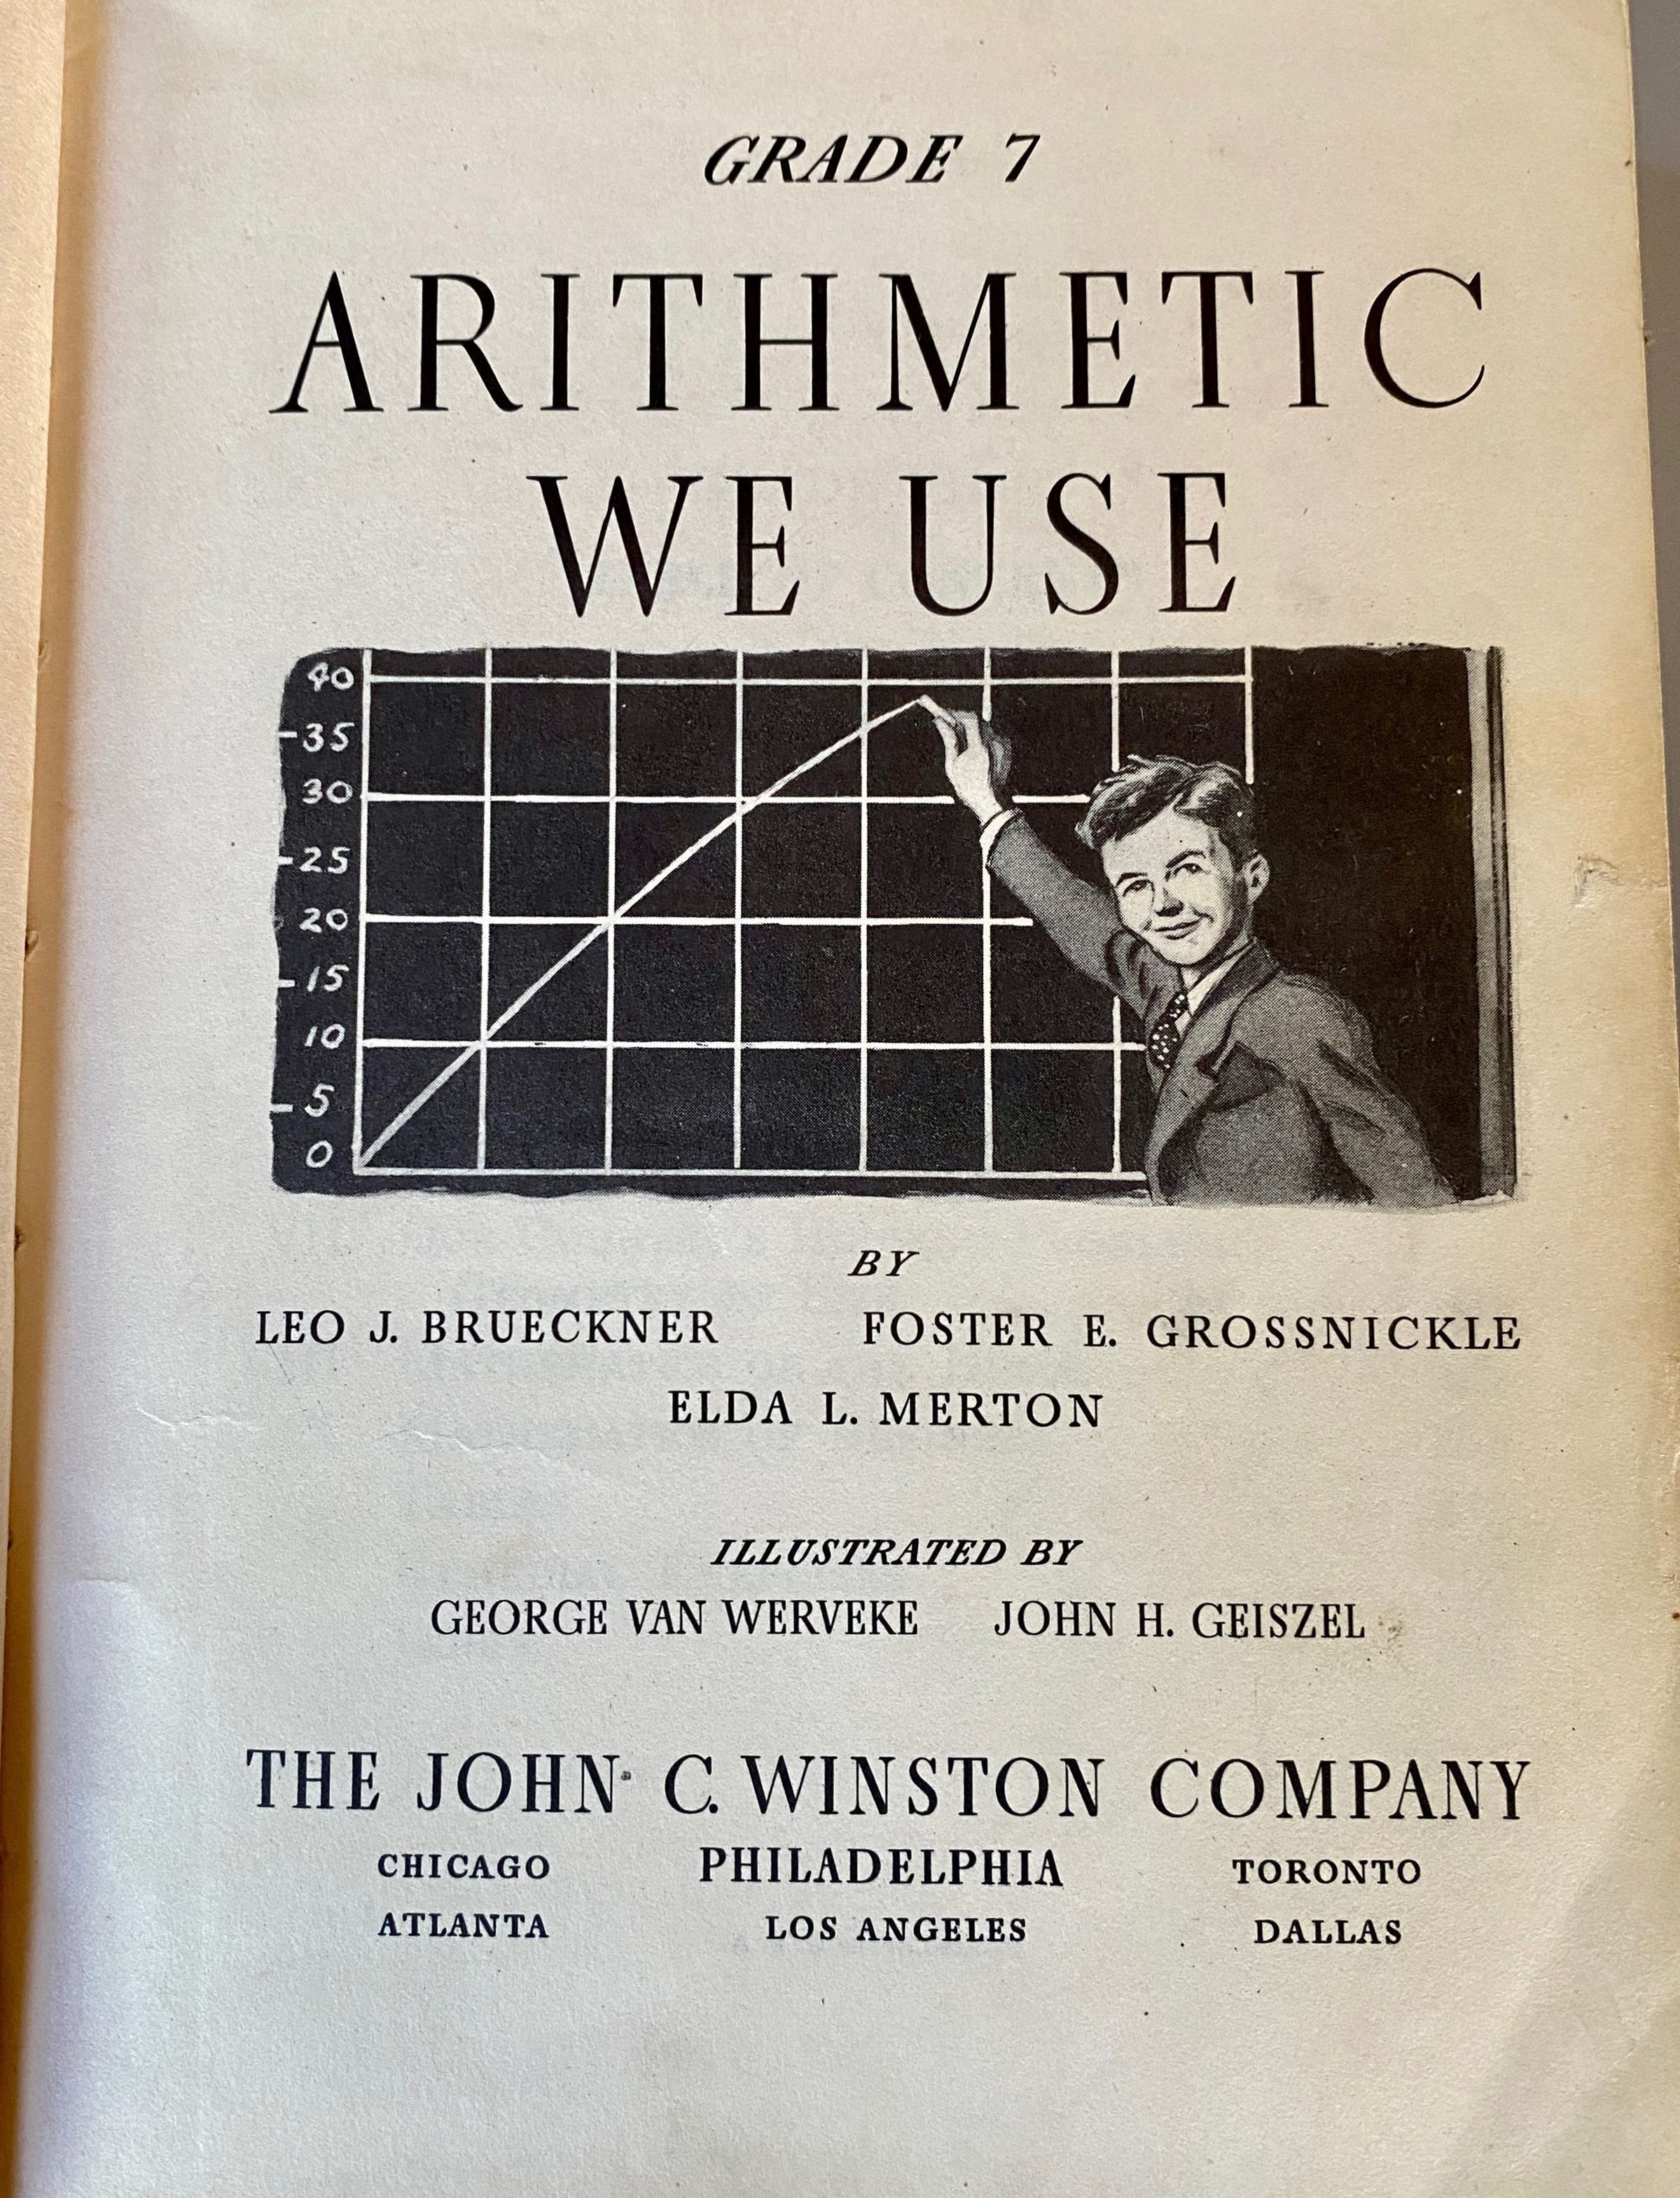 GRADE 7
ARITHMETIC
WE USE
40
35
30
25
20
15
10
5
0
BY
LEO J. BRUECKNER FOSTER E. GROSSNICKLE
ELDA L. MERTON
ILLUSTRATED BY
GEORGE VAN WERVEKE JOHN H. GEISZEL
THE JOHN C. WINSTON COMPANY
CHICAGO PHILADELPHIA TORONTO
ATLANTA LOS ANGELES DALLAS